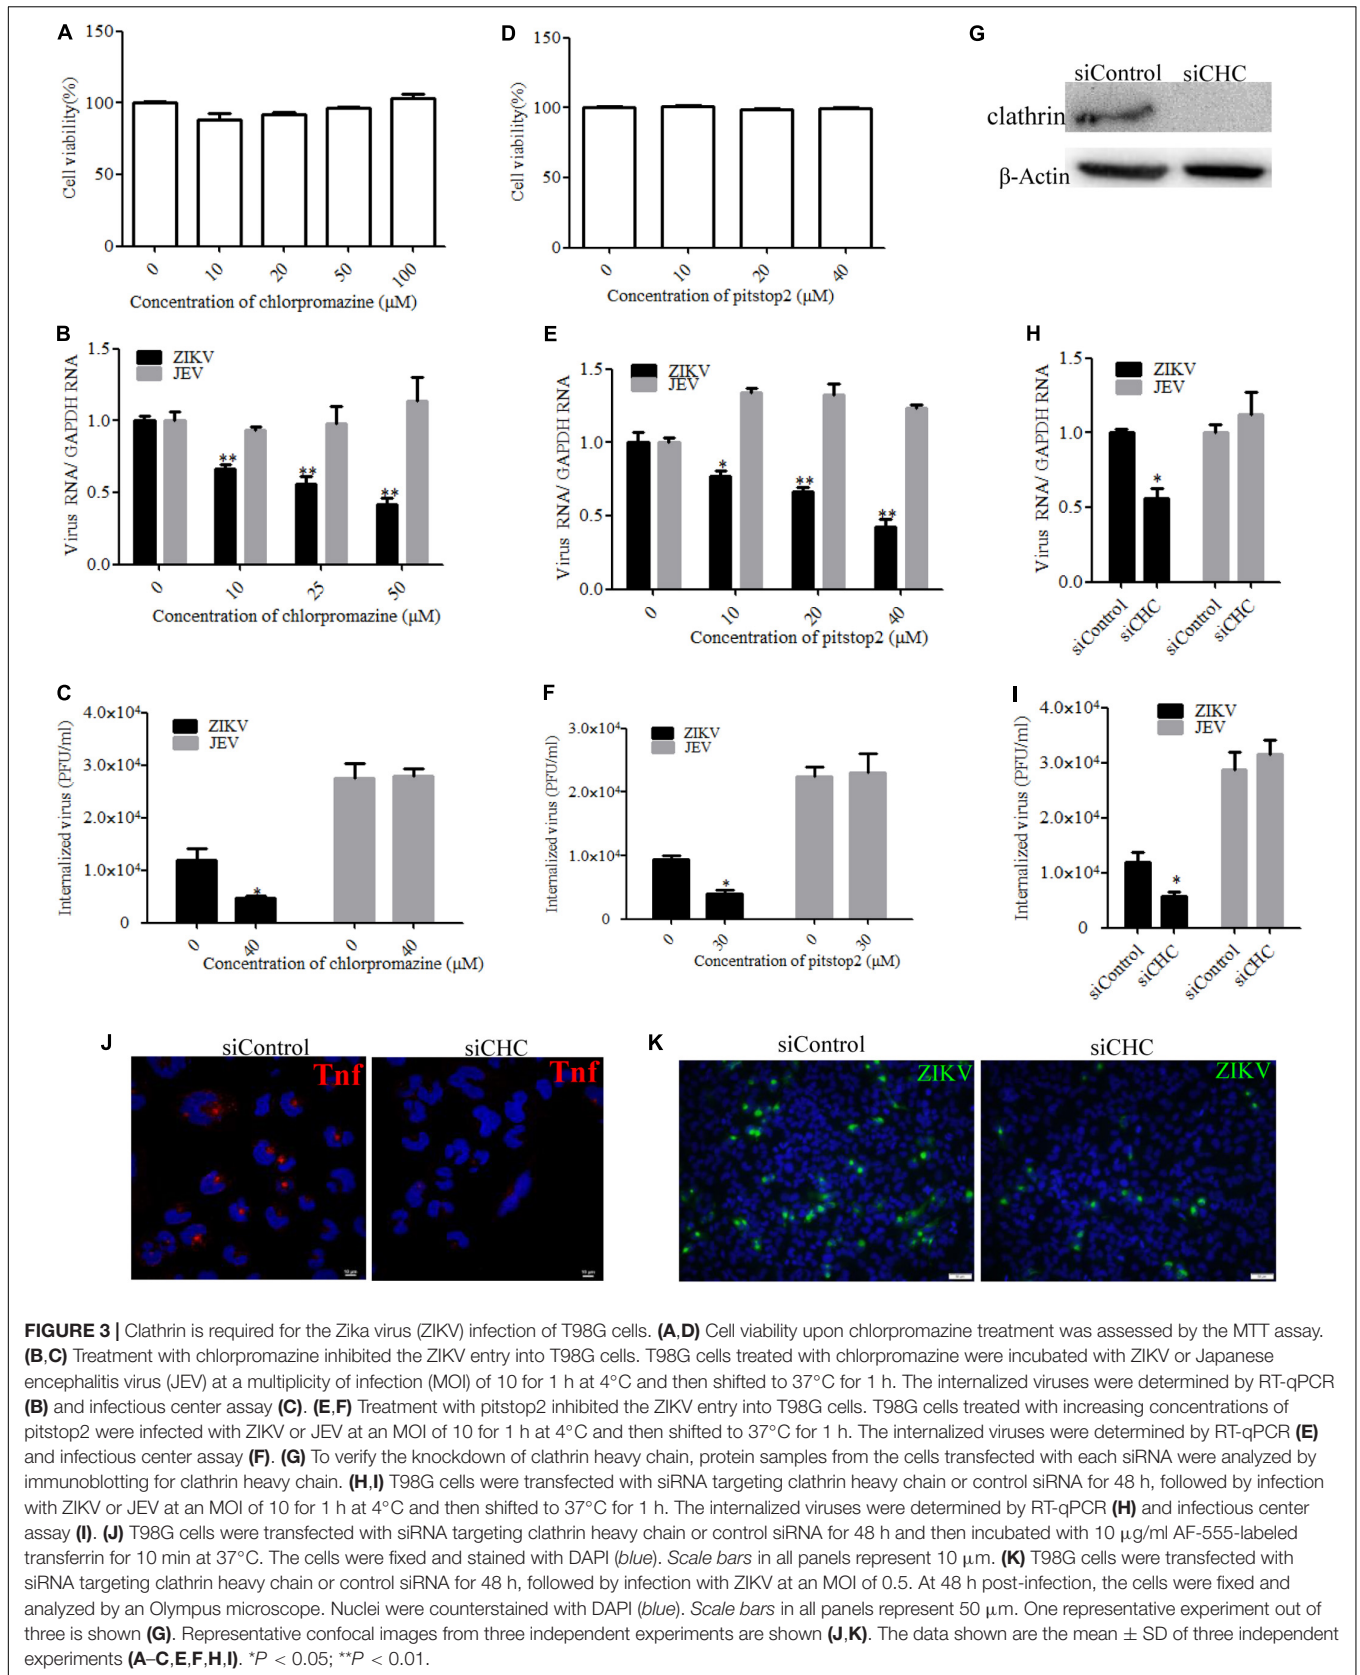 A
150
100
50
0
Cell viability(%)
0 10 20 50 100
Concentration of chlorpromazine (μM)
D
150
100
50
0
Cell viability(%)
0 10 20 40
Concentration of pitstop2 (μM)
G
siControl siCHC
clathrin
β-Actin
B
ZIKV
JEV
1.5
1.0
0.5
0.0
Virus RNA/ GAPDH RNA
** ** **
0 10 25 50
Concentration of chlorpromazine (μM)
E
ZIKV
JEV
1.5
1.0
0.5
0.0
Virus RNA/ GAPDH RNA
* ** **
0 10 20 40
Concentration of pitstop2 (μM)
H
ZIKV
JEV
1.5
1.0
0.5
0.0
Virus RNA/ GAPDH RNA
*
siControl siCHC siControl siCHC
C
ZIKV
JEV
4.0×10⁴
3.0×10⁴
2.0×10⁴
1.0×10⁴
0
Internalized virus (PFU/ml)
*
0 40 0 40
Concentration of chlorpromazine (μM)
F
ZIKV
JEV
3.0×10⁴
2.0×10⁴
1.0×10⁴
0
Internalized virus (PFU/ml)
*
0 30 0 30
Concentration of pitstop2 (μM)
I
ZIKV
JEV
4.0×10⁴
3.0×10⁴
2.0×10⁴
1.0×10⁴
0
Internalized virus (PFU/ml)
*
siControl siCHC siControl siCHC
J
siControl siCHC
Tnf Tnf
10 μm
K
siControl siCHC
ZIKV ZIKV
FIGURE 3 | Clathrin is required for the Zika virus (ZIKV) infection of T98G cells. (A,D) Cell viability upon chlorpromazine treatment was assessed by the MTT assay.
(B,C) Treatment with chlorpromazine inhibited the ZIKV entry into T98G cells. T98G cells treated with chlorpromazine were incubated with ZIKV or Japanese
encephalitis virus (JEV) at a multiplicity of infection (MOI) of 10 for 1 h at 4°C and then shifted to 37°C for 1 h. The internalized viruses were determined by RT-qPCR
(B) and infectious center assay (C). (E,F) Treatment with pitstop2 inhibited the ZIKV entry into T98G cells. T98G cells treated with increasing concentrations of
pitstop2 were infected with ZIKV or JEV at an MOI of 10 for 1 h at 4°C and then shifted to 37°C for 1 h. The internalized viruses were determined by RT-qPCR (E)
and infectious center assay (F). (G) To verify the knockdown of clathrin heavy chain, protein samples from the cells transfected with each siRNA were analyzed by
immunoblotting for clathrin heavy chain. (H,I) T98G cells were transfected with siRNA targeting clathrin heavy chain or control siRNA for 48 h, followed by infection
with ZIKV or JEV at an MOI of 10 for 1 h at 4°C and then shifted to 37°C for 1 h. The internalized viruses were determined by RT-qPCR (H) and infectious center
assay (I). (J) T98G cells were transfected with siRNA targeting clathrin heavy chain or control siRNA for 48 h and then incubated with 10 μg/ml AF-555-labeled
transferrin for 10 min at 37°C. The cells were fixed and stained with DAPI (blue). Scale bars in all panels represent 10 μm. (K) T98G cells were transfected with
siRNA targeting clathrin heavy chain or control siRNA for 48 h, followed by infection with ZIKV at an MOI of 0.5. At 48 h post-infection, the cells were fixed and
analyzed by an Olympus microscope. Nuclei were counterstained with DAPI (blue). Scale bars in all panels represent 50 μm. One representative experiment out of
three is shown (G). Representative confocal images from three independent experiments are shown (J,K). The data shown are the mean ± SD of three independent
experiments (A–C,E,F,H,I). *P < 0.05; **P < 0.01.